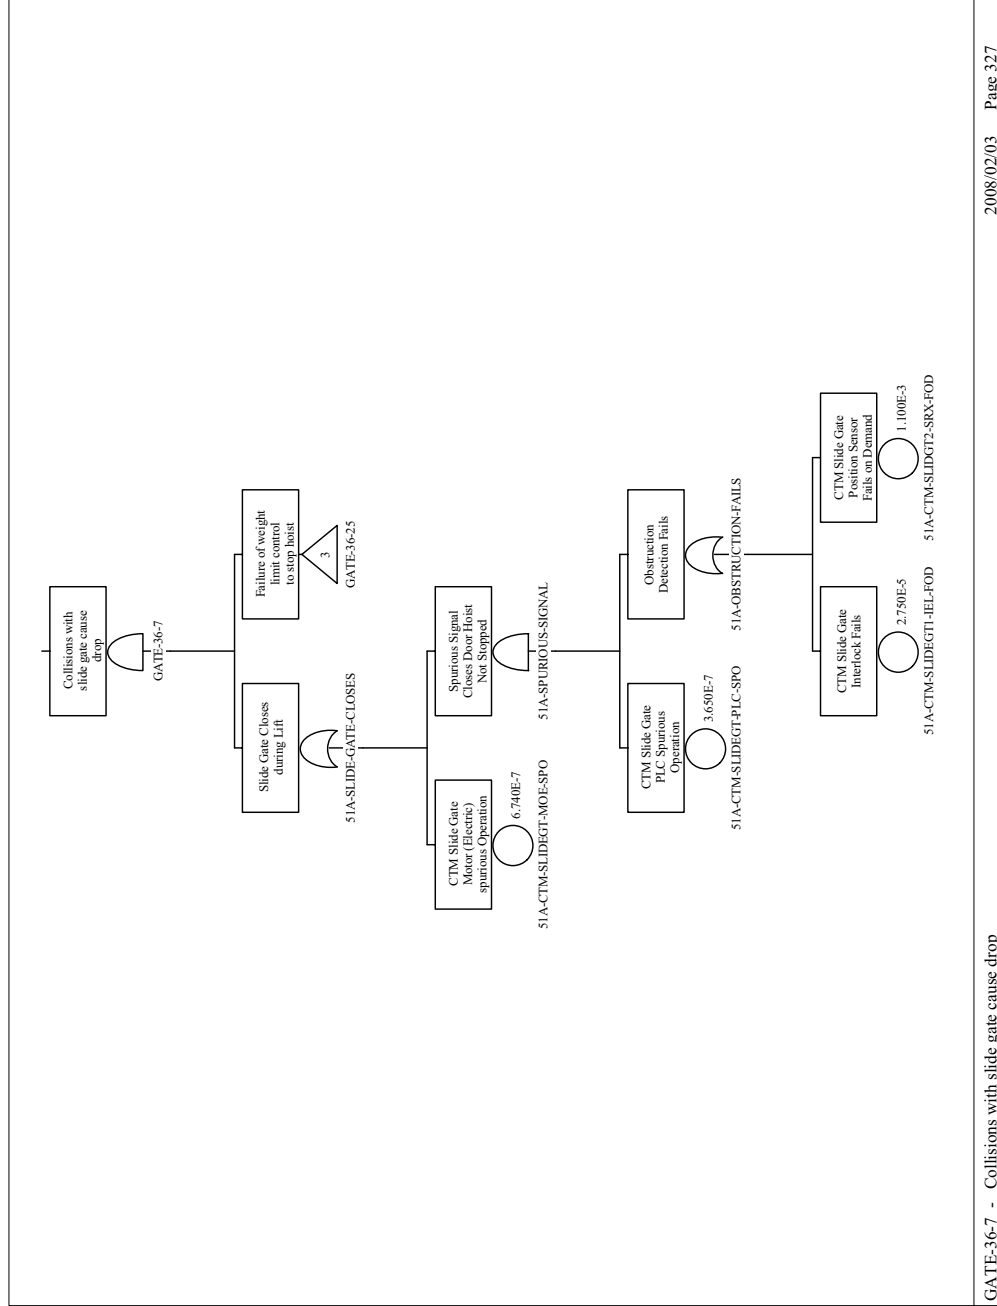 Collisions with
slide gate cause
drop
GATE-36-7
Slide Gate Closes
during Lift
51A-SLIDE-GATE-CLOSES
Failure of weight
limit control
to stop hoist
3
GATE-36-25
CTM Slide Gate
Motor (Electric)
spurious Operation
6.740E-7
51A-CTM-SLIDEGT-MOE-SPO
Spurious Signal
Closes Door Hoist
Not Stopped
51A-SPURIOUS-SIGNAL
CTM Slide Gate
PLC Spurious
Operation
3.650E-7
51A-CTM-SLIDEGT-PLC-SPO
Obstruction
Detection Fails
51A-OBSTRUCTION-FAILS
CTM Slide Gate
Interlock Fails
2.750E-5
51A-CTM-SLIDEGT1-IEL-FOD
CTM Slide Gate
Position Sensor
Fails on Demand
1.100E-3
51A-CTM-SLIDGT2-SRX-FOD
GATE-36-7 - Collisions with slide gate cause drop
2008/02/03 Page 327